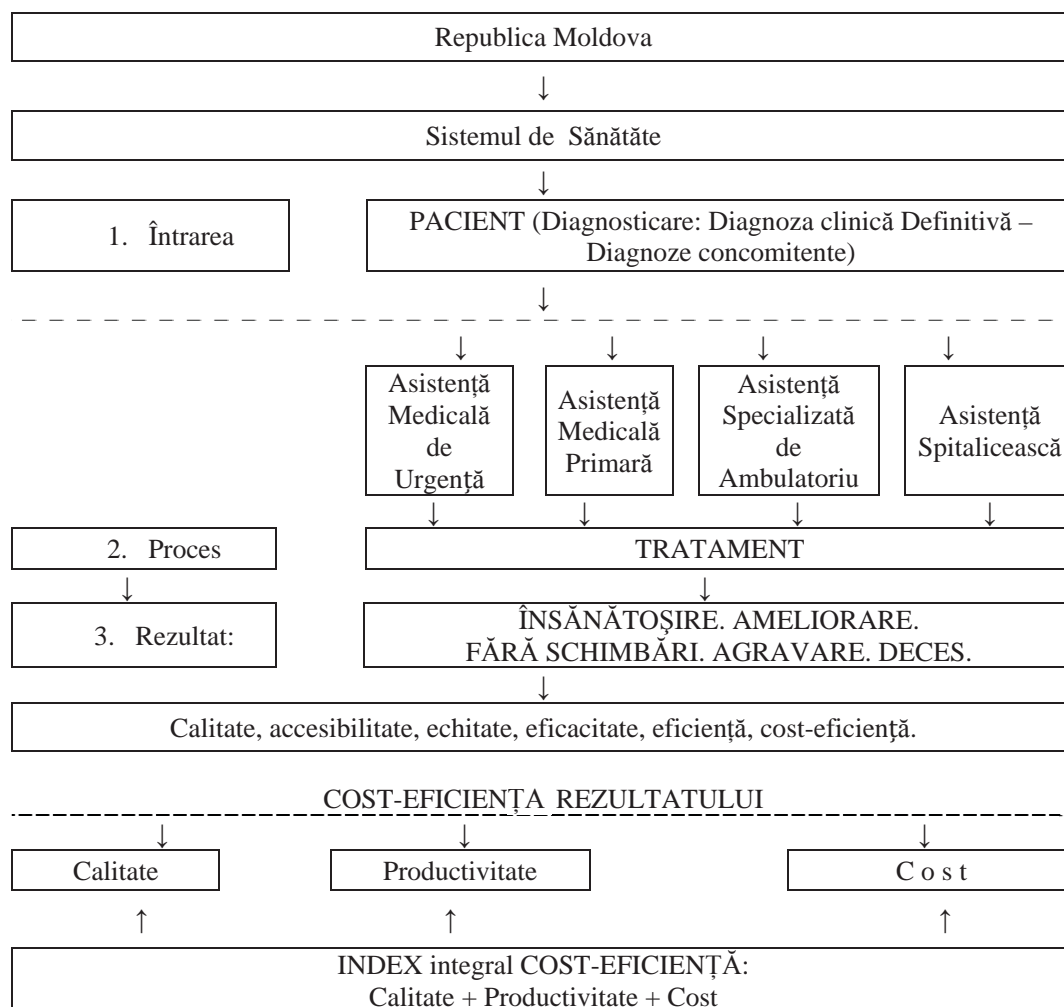 Republica Moldova
↓
Sistemul de Sănătăte
↓
1. Întrarea
PACIENT (Diagnosticare: Diagnoza clinică Definitivă –
Diagnoze concomitente)
↓
↓ ↓ ↓ ↓
Asistență
Medicală
de
Urgență
Asistență
Medicală
Primară
Asistență
Specializată
de
Ambulatoriu
Asistență
Spitalicească
↓ ↓ ↓ ↓
2. Proces
TRATAMENT
↓ ↓
3. Rezultat:
ÎNSĂNĂTOȘIRE. AMELIORARE.
FĂRĂ SCHIMBĂRI. AGRAVARE. DECES.
↓
Calitate, accesibilitate, echitate, eficacitate, eficiență, cost-eficiență.
COST-EFICIENȚA REZULTATULUI
↓ ↓ ↓
Calitate
Productivitate
C o s t
↑ ↑ ↑
INDEX integral COST-EFICIENȚĂ:
Calitate + Productivitate + Cost